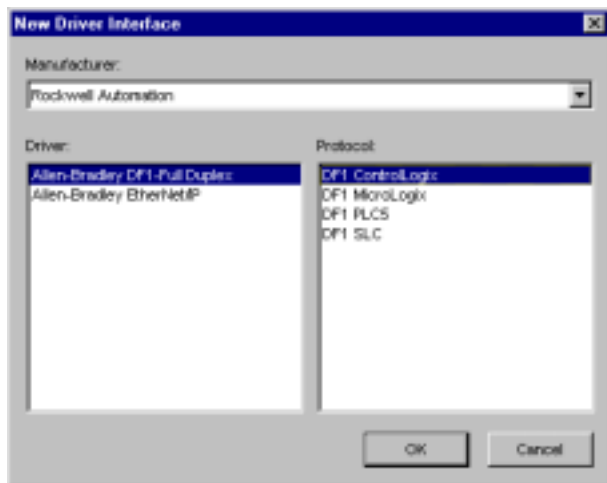 New Driver Interface
Manufacturer:
Rockwell Automation
Driver:
Protocol:
Allen-Bradley DF1-Full Duplex
Allen-Bradley EtherNet/IP
DF1 ControlLogix
DF1 MicroLogix
DF1 PLC5
DF1 SLC
OK
Cancel